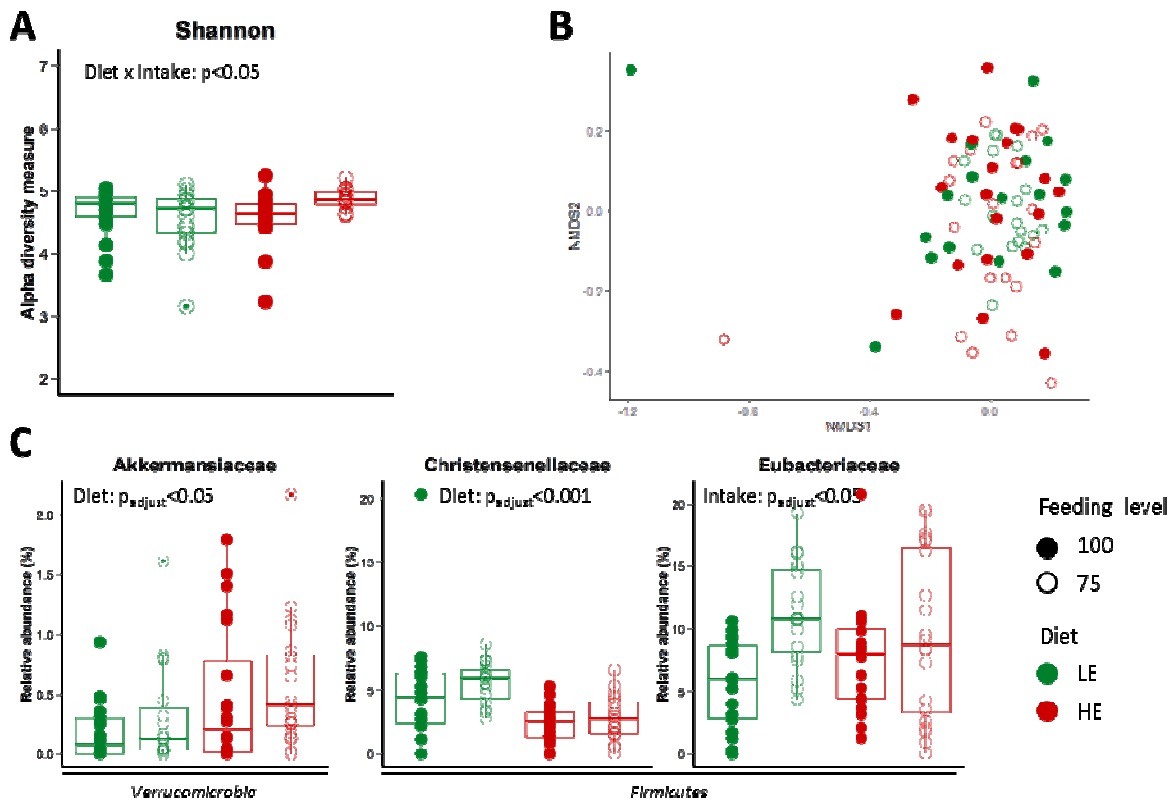 A
Shannon
Diet x Intake: p<0.05
Alpha diversity measure
7
6
5
4
3
2
B
NMDS2
0.2
0.0
-0.2
-0.4
-1.2
-0.8
-0.4
0.0
NMDS1
C
Akkermansiaceae
Diet: padjust<0.05
Relative abundance (%)
2.0
1.5
1.0
0.5
0.0
Verrucomicrobia
Christensenellaceae
Diet: padjust<0.001
Relative abundance (%)
20
15
10
5
0
Eubacteriaceae
Intake: padjust<0.05
Relative abundance (%)
20
15
10
5
0
Firmicutes
Feeding level
100
75
Diet
LE
HE